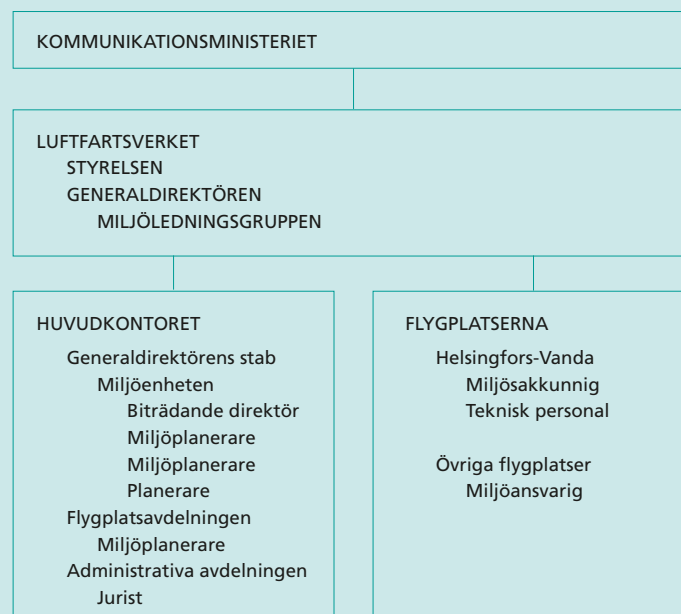 KOMMUNIKATIONSMINISTERIET
LUFTFARTSVERKET
STYRELSEN
GENERALDIREKTÖREN
MILJÖLEDNINGSGRUPPEN
HUVUDKONTORET
Generaldirektörens stab
Miljöenheten
Biträdande direktör
Miljöplanerare
Miljöplanerare
Planerare
Flygplatsavdelningen
Miljöplanerare
Administrativa avdelningen
Jurist
FLYGPLATSERNA
Helsingfors-Vanda
Miljösakkunnig
Teknisk personal
Övriga flygplatser
Miljöansvarig